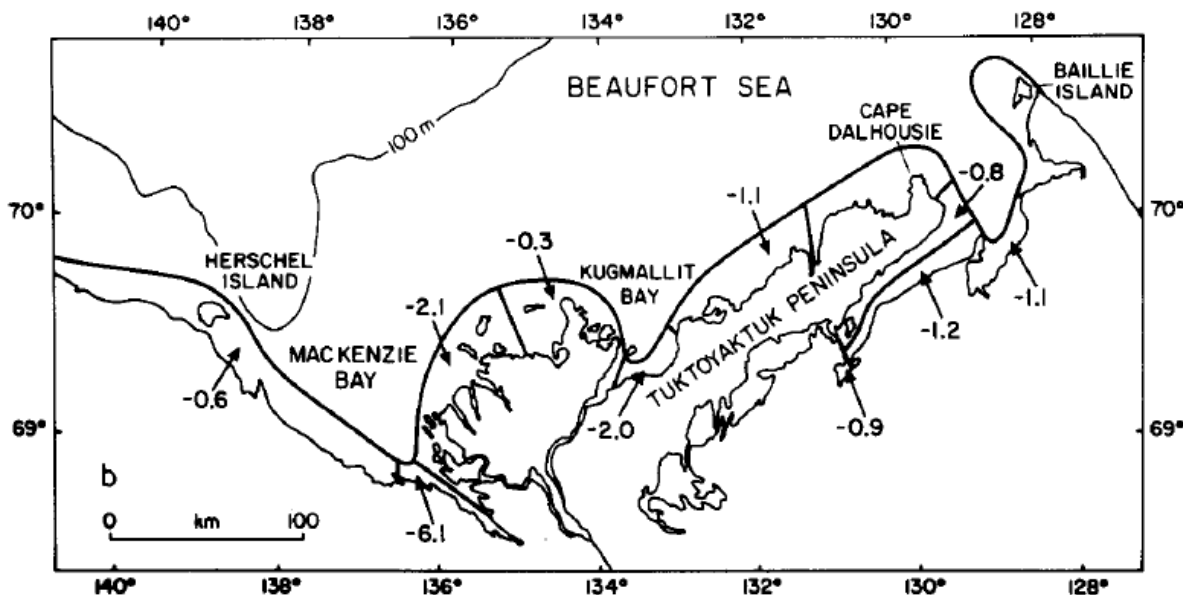 140° 138° 136° 134° 132° 130° 128°
BEAUFORT SEA
BAILLIE
ISLAND
CAPE
DALHOUSIE
100m
-0.8
-1.1
70° 70°
-0.3
HERSCHEL
ISLAND
KUGMALLIT
BAY
TUKTOYAKTUK PENINSULA
-1.1
-2.1
-1.2
MACKENZIE
BAY
-0.6
-2.0
-0.9
69° 69°
b
0 km 100
-6.1
140° 138° 136° 134° 132° 130° 128°